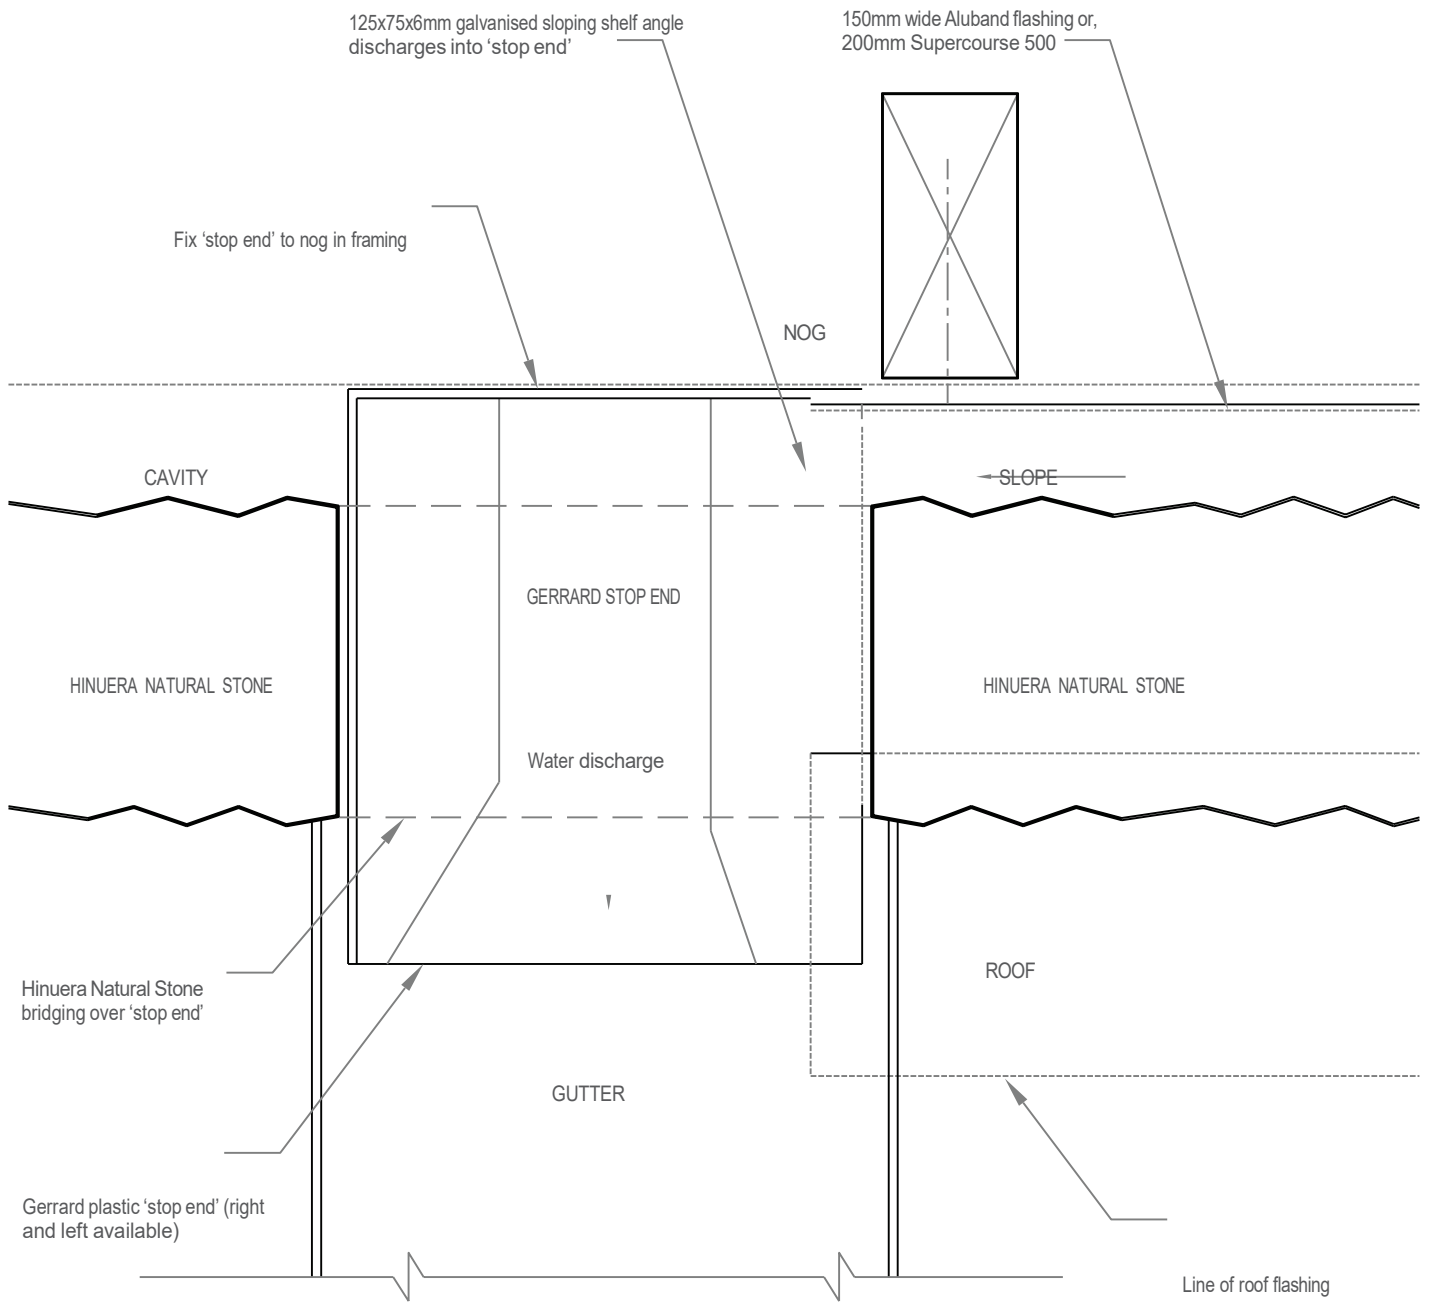 125x75x6mm galvanised sloping shelf angle
discharges into ‘stop end’
150mm wide Aluband flashing or,
200mm Supercourse 500
Fix ‘stop end’ to nog in framing
NOG
CAVITY
SLOPE
GERRARD STOP END
HINUERA NATURAL STONE
HINUERA NATURAL STONE
Water discharge
ROOF
Hinuera Natural Stone
bridging over ‘stop end’
GUTTER
Gerrard plastic ‘stop end’ (right
and left available)
Line of roof flashing